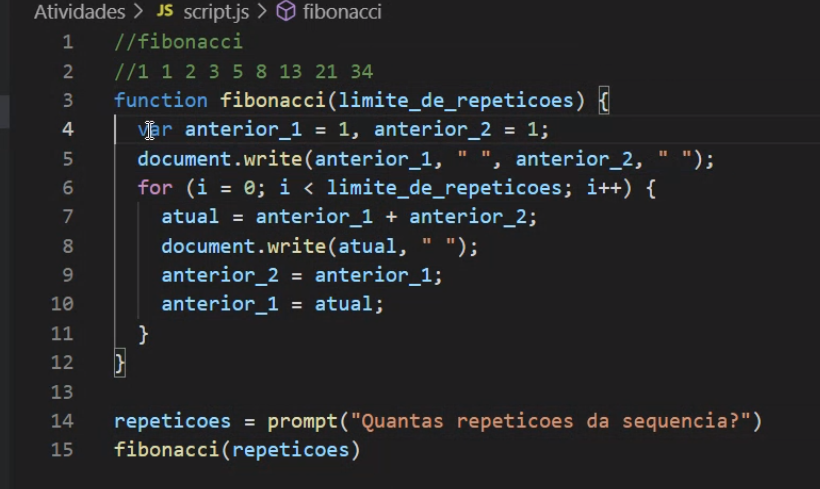 Atividades > JS script.js > fibonacci
1 //fibonacci
2 //1 1 2 3 5 8 13 21 34
3 function fibonacci(limite_de_repeticoes) {
4   var anterior_1 = 1, anterior_2 = 1;
5   document.write(anterior_1, " ", anterior_2, " ");
6   for (i = 0; i < limite_de_repeticoes; i++) {
7     atual = anterior_1 + anterior_2;
8     document.write(atual, " ");
9     anterior_2 = anterior_1;
10     anterior_1 = atual;
11   }
12 }
13
14 repeticoes = prompt("Quantas repeticoes da sequencia?")
15 fibonacci(repeticoes)